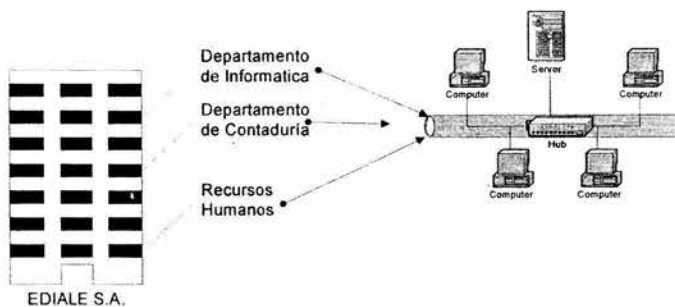 Departamento
de Informatica
Departamento
de Contaduría
Recursos
Humanos
EDIALE S.A.
Server
Computer
Computer
Hub
Computer
Computer